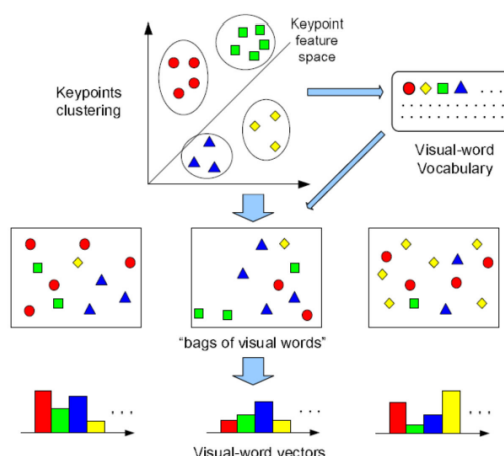 Keypoint
feature
space
Keypoints
clustering
. . . .
Visual-word
Vocabulary
“bags of visual words”
. . .
. . .
. . .
Visual-word vectors